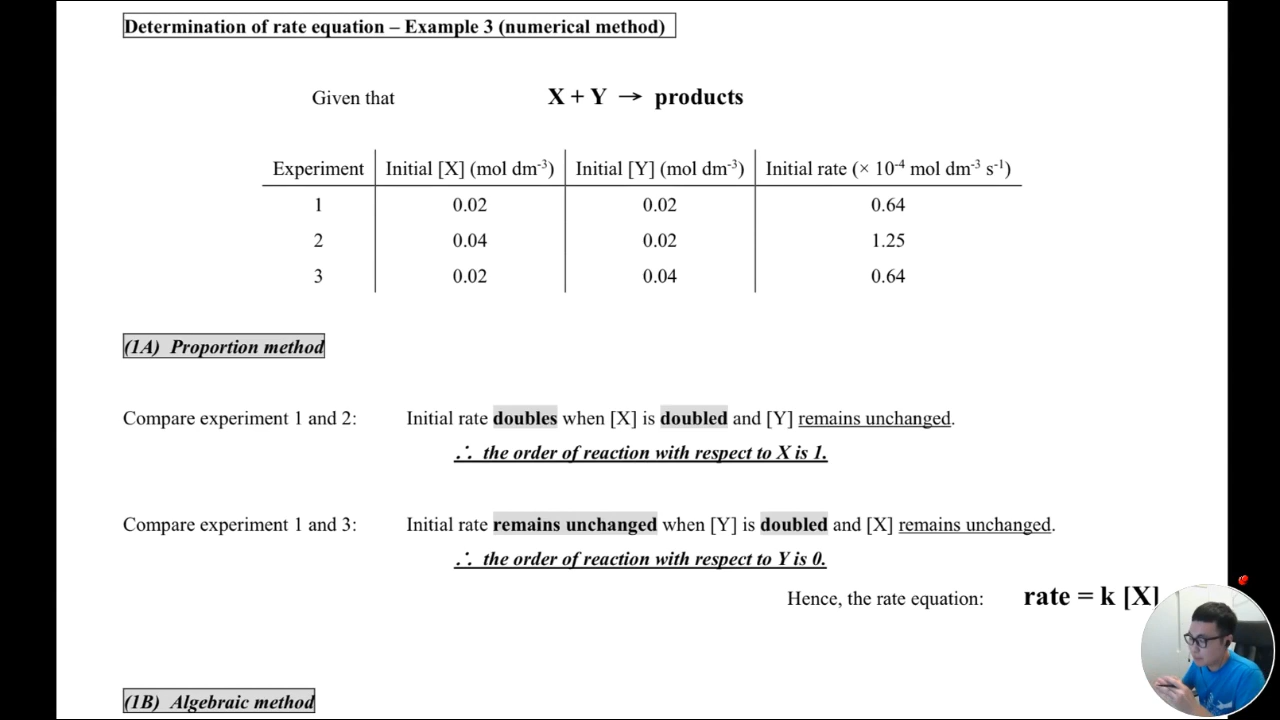 Determination of rate equation – Example 3 (numerical method)
Given that X + Y → products
Experiment Initial [X] (mol dm⁻³) Initial [Y] (mol dm⁻³) Initial rate (× 10⁻⁴ mol dm⁻³ s⁻¹)
1 0.02 0.02 0.64
2 0.04 0.02 1.25
3 0.02 0.04 0.64
(1A) Proportion method
Compare experiment 1 and 2: Initial rate doubles when [X] is doubled and [Y] remains unchanged.
∴ the order of reaction with respect to X is 1.
Compare experiment 1 and 3: Initial rate remains unchanged when [Y] is doubled and [X] remains unchanged.
∴ the order of reaction with respect to Y is 0.
Hence, the rate equation: rate = k [X]
(1B) Algebraic method